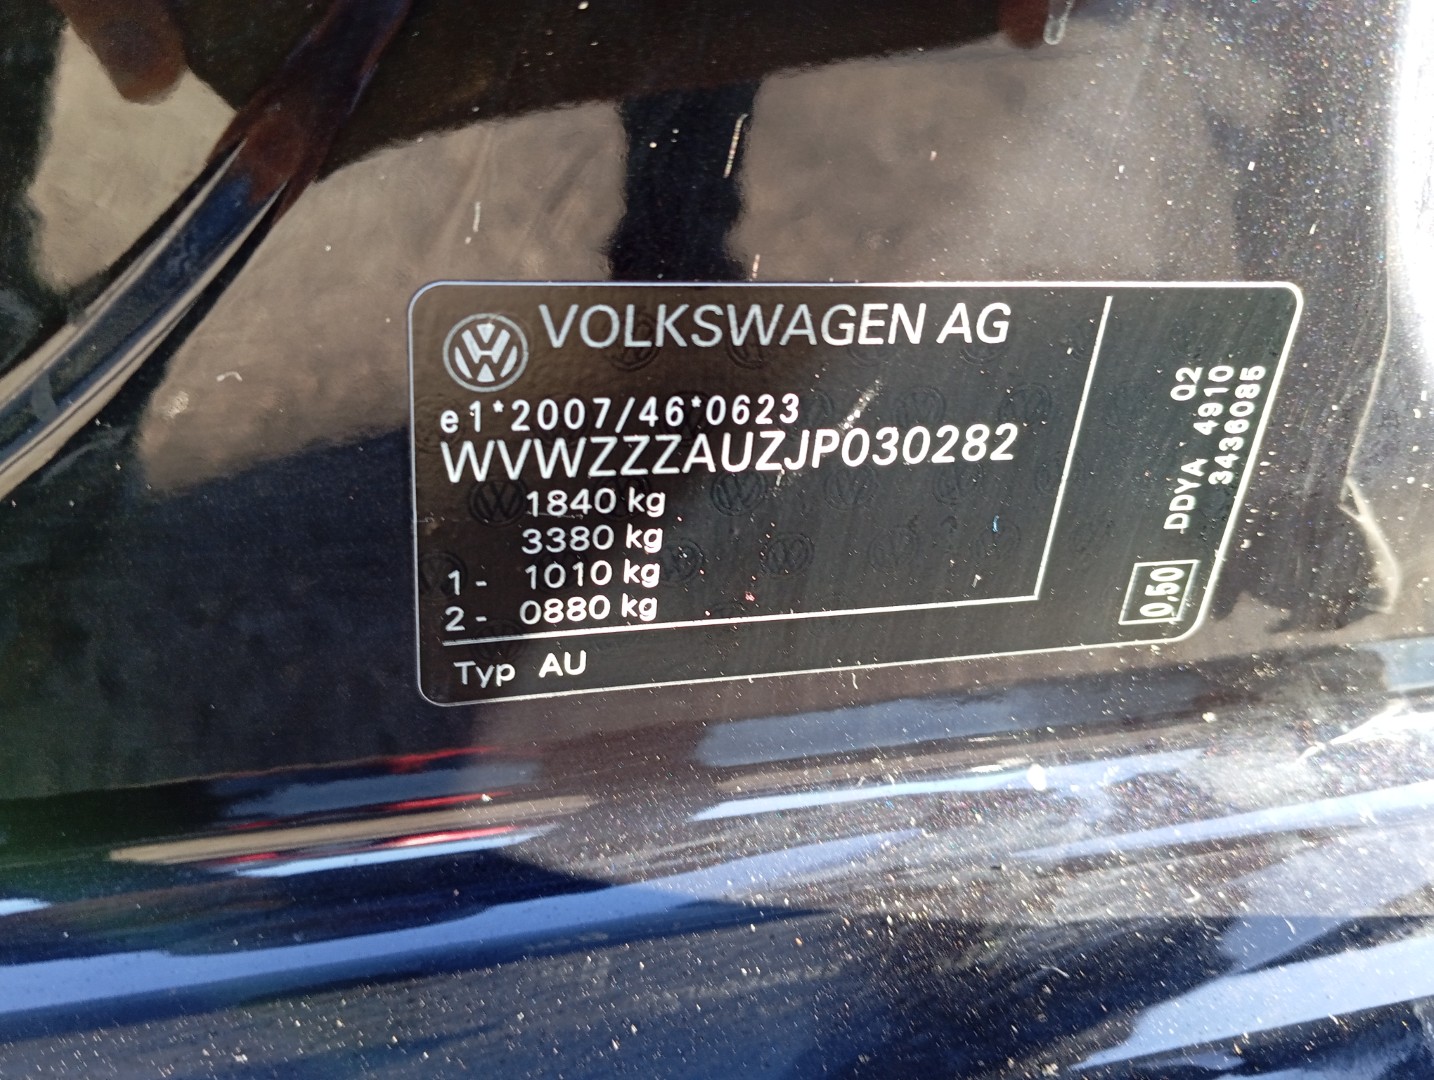 VOLKSWAGEN AG
e1*2007/46*0623
WVWZZZAUZJP030282
1840 kg
3380 kg
1- 1010 kg
2- 0880 kg
Typ AU
DDYA 02
4910
3436085
0,50